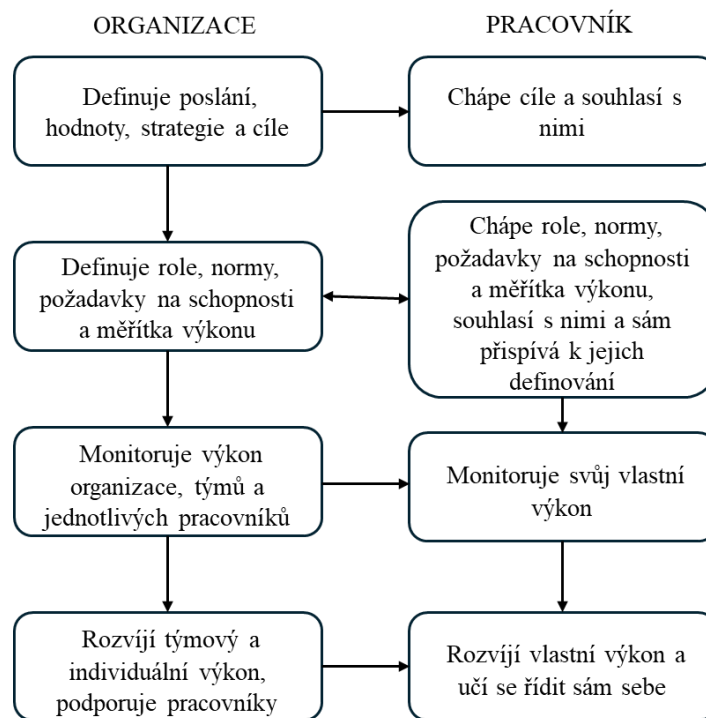 ORGANIZACE
PRACOVNÍK
Definuje poslání,
hodnoty, strategie a cíle
Chápe cíle a souhlasí s
nimi
Definuje role, normy,
požadavky na schopnosti
a měřítka výkonu
Chápe role, normy,
požadavky na schopnosti
a měřítka výkonu,
souhlasí s nimi a sám
přispívá k jejich
definování
Monitoruje výkon
organizace, týmů a
jednotlivých pracovníků
Monitoruje svůj vlastní
výkon
Rozvíjí týmový a
individuální výkon,
podporuje pracovníky
Rozvíjí vlastní výkon a
učí se řídit sám sebe